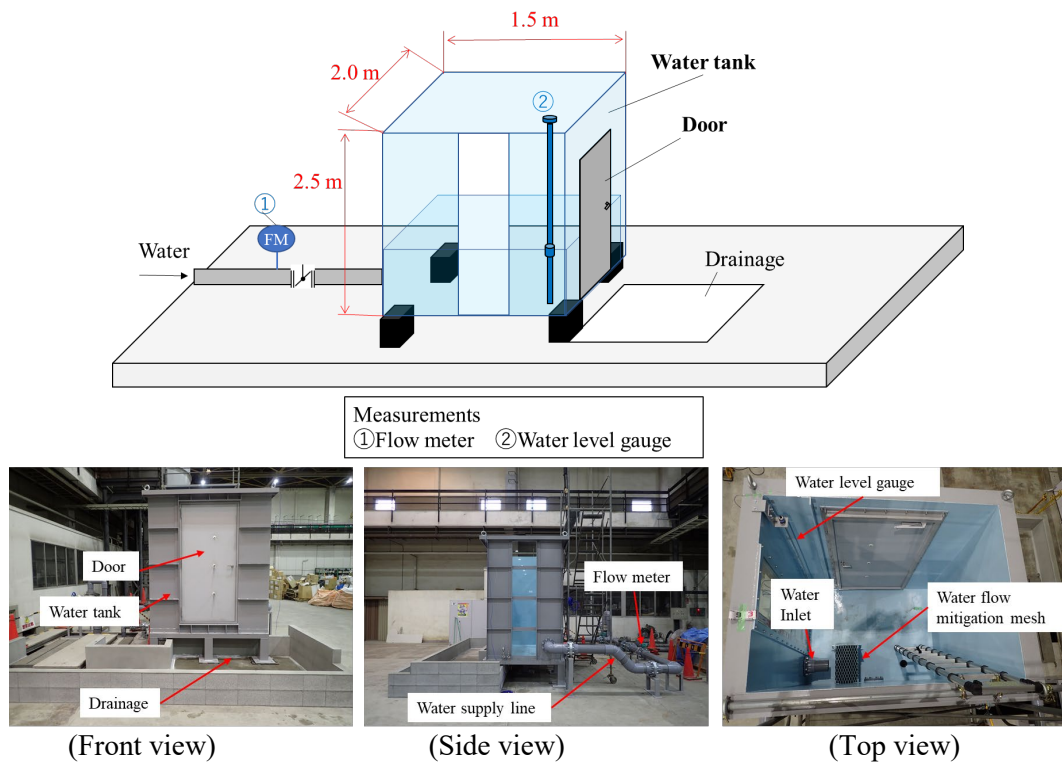 1.5 m
2.0 m
Water tank
②
Door
2.5 m
①
FM
Water
Drainage
Measurements
①Flow meter ②Water level gauge
Door
Water tank
Drainage
Flow meter
Water supply line
Water level gauge
Water
Inlet
Water flow
mitigation mesh
(Front view)
(Side view)
(Top view)